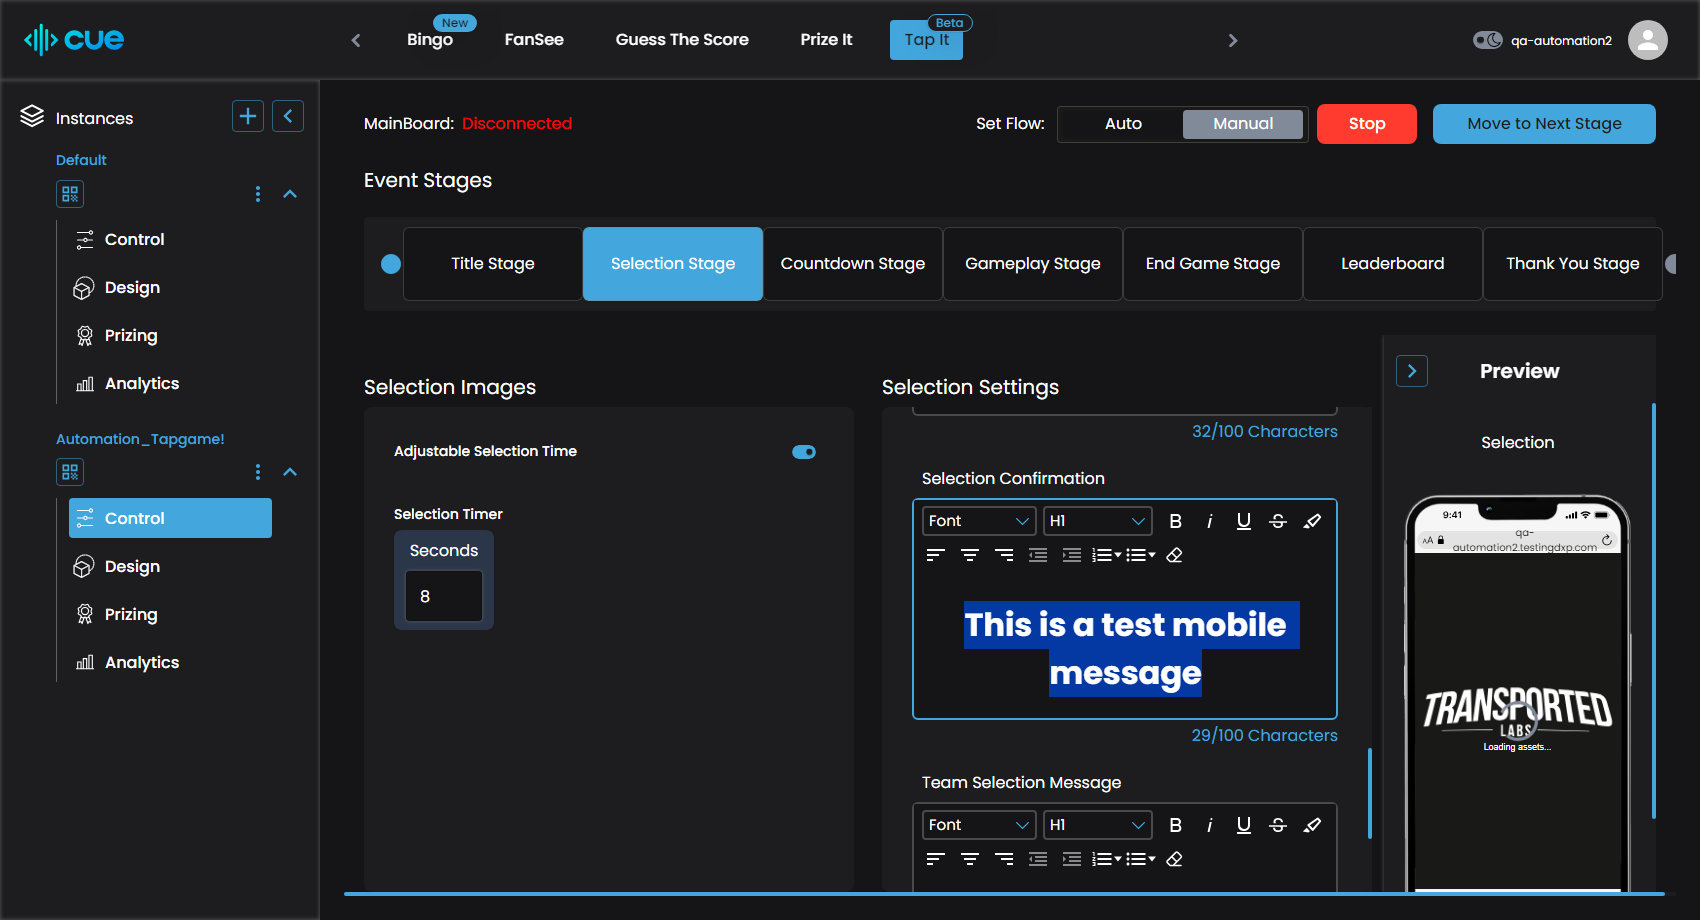 cue
Bingo
New
FanSee
Guess The Score
Prize It
Tap It
Beta
qa-automation2
Instances
Default
Control
Design
Prizing
Analytics
Automation_Tapgame!
Control
Design
Prizing
Analytics
MainBoard: Disconnected
Set Flow:
Auto
Manual
Stop
Move to Next Stage
Event Stages
Title Stage
Selection Stage
Countdown Stage
Gameplay Stage
End Game Stage
Leaderboard
Thank You Stage
Selection Images
Adjustable Selection Time
Selection Timer
Seconds
8
Selection Settings
32/100 Characters
Selection Confirmation
Font
H1
B i U S
This is a test mobile
message
29/100 Characters
Team Selection Message
Font
H1
B i U S
Preview
Selection
9:41
AA
qa-
automation2.testingdxp.com
TRANSPORTED
LABS
Loading assets...